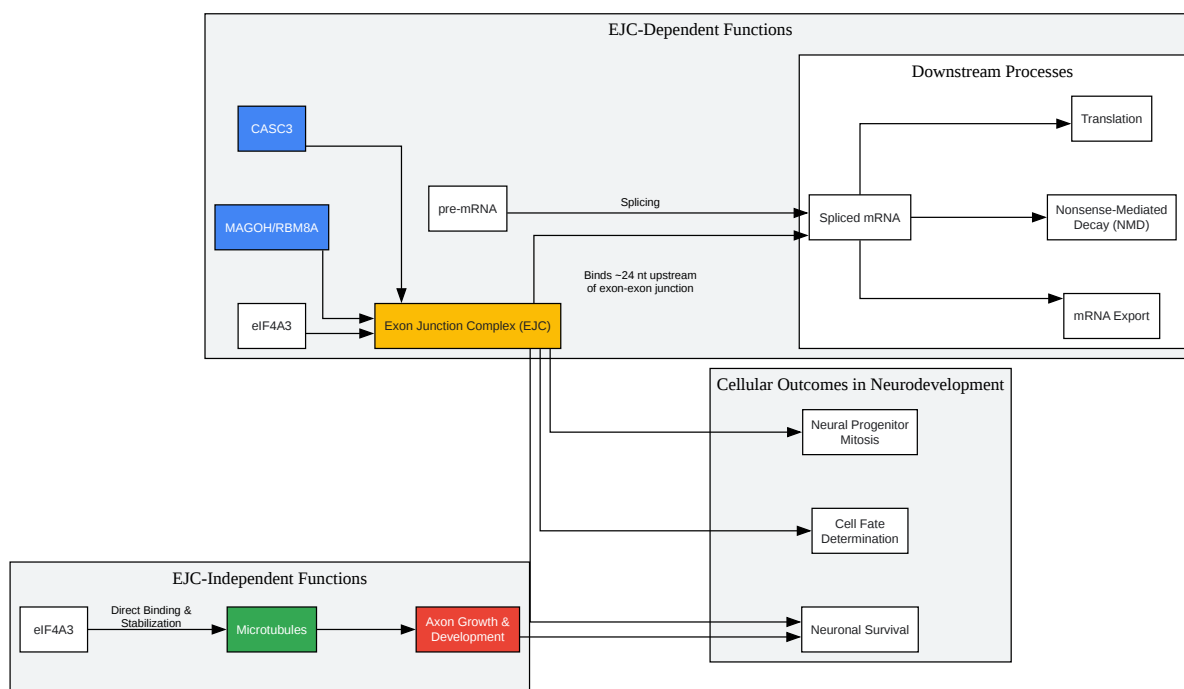 EJC-Dependent Functions
Downstream Processes
CASC3
Translation
pre-mRNA
Splicing
MAGOH/RBM8A
Spliced mRNA
Nonsense-Mediated
Decay (NMD)
Binds ~24 nt upstream
of exon-exon junction
eIF4A3
Exon Junction Complex (EJC)
mRNA Export
Cellular Outcomes in Neurodevelopment
Neural Progenitor
Mitosis
Cell Fate
Determination
EJC-Independent Functions
eIF4A3
Direct Binding &
Stabilization
Microtubules
Axon Growth &
Development
Neuronal Survival